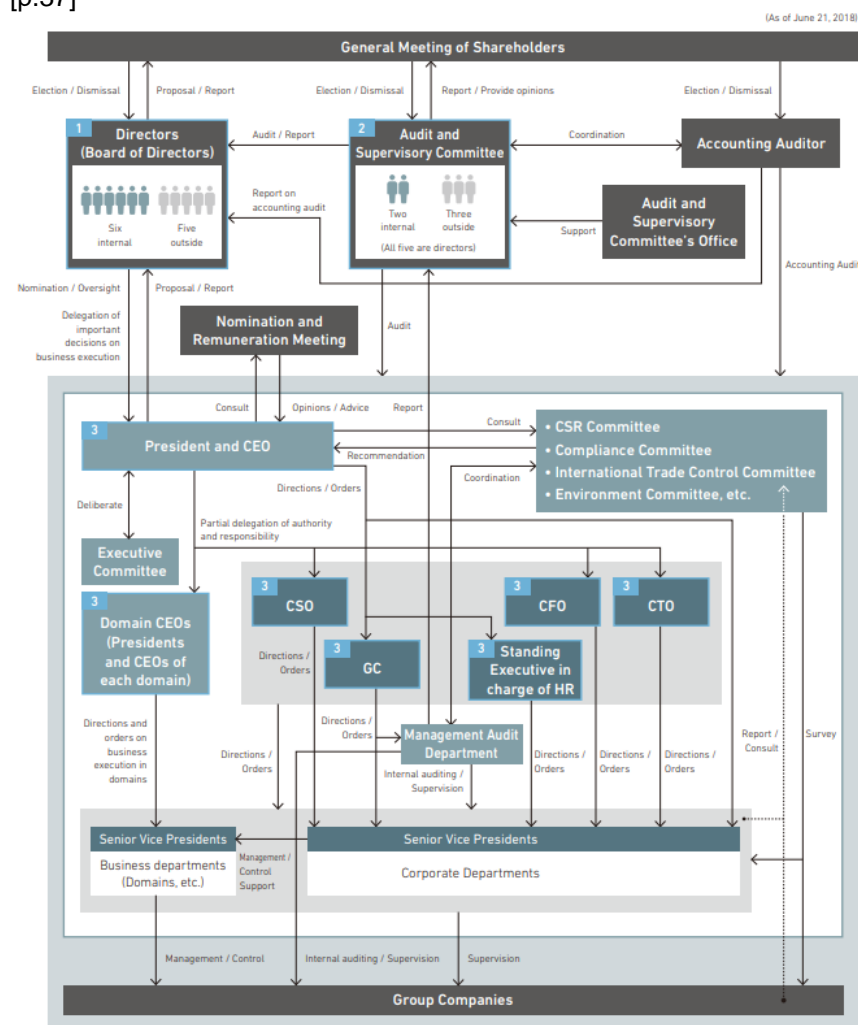 [p.37]
(As of June 21, 2018)
General Meeting of Shareholders
Election / Dismissal
Proposal / Report
Election / Dismissal
Report / Provide opinions
Election / Dismissal
1
Directors
(Board of Directors)
Six
internal
Five
outside
Audit / Report
Report on
accounting audit
2
Audit and
Supervisory Committee
Two
internal
Three
outside
(All five are directors)
Coordination
Accounting Auditor
Support
Audit and
Supervisory
Committee's Office
Accounting Audit
Nomination / Oversight
Proposal / Report
Delegation of
important
decisions on
business execution
Nomination and
Remuneration Meeting
Audit
Consult
Opinions / Advice
Report
3
President and CEO
Consult
Recommendation
Coordination
• CSR Committee
• Compliance Committee
• International Trade Control Committee
• Environment Committee, etc.
Directions / Orders
Deliberate
Partial delegation of authority
and responsibility
Executive
Committee
3
Domain CEOs
(Presidents
and CEOs of
each domain)
3
CSO
3
CFO
3
CTO
Directions /
Orders
3
GC
3
Standing
Executive in
charge of HR
Directions and
orders on
business
execution in
domains
Directions /
Orders
Directions /
Orders
Management Audit
Department
Internal auditing /
Supervision
Directions /
Orders
Directions /
Orders
Directions /
Orders
Report /
Consult
Survey
Senior Vice Presidents
Business departments
(Domains, etc.)
Management /
Control
Support
Senior Vice Presidents
Corporate Departments
Management / Control
Internal auditing / Supervision
Supervision
Group Companies